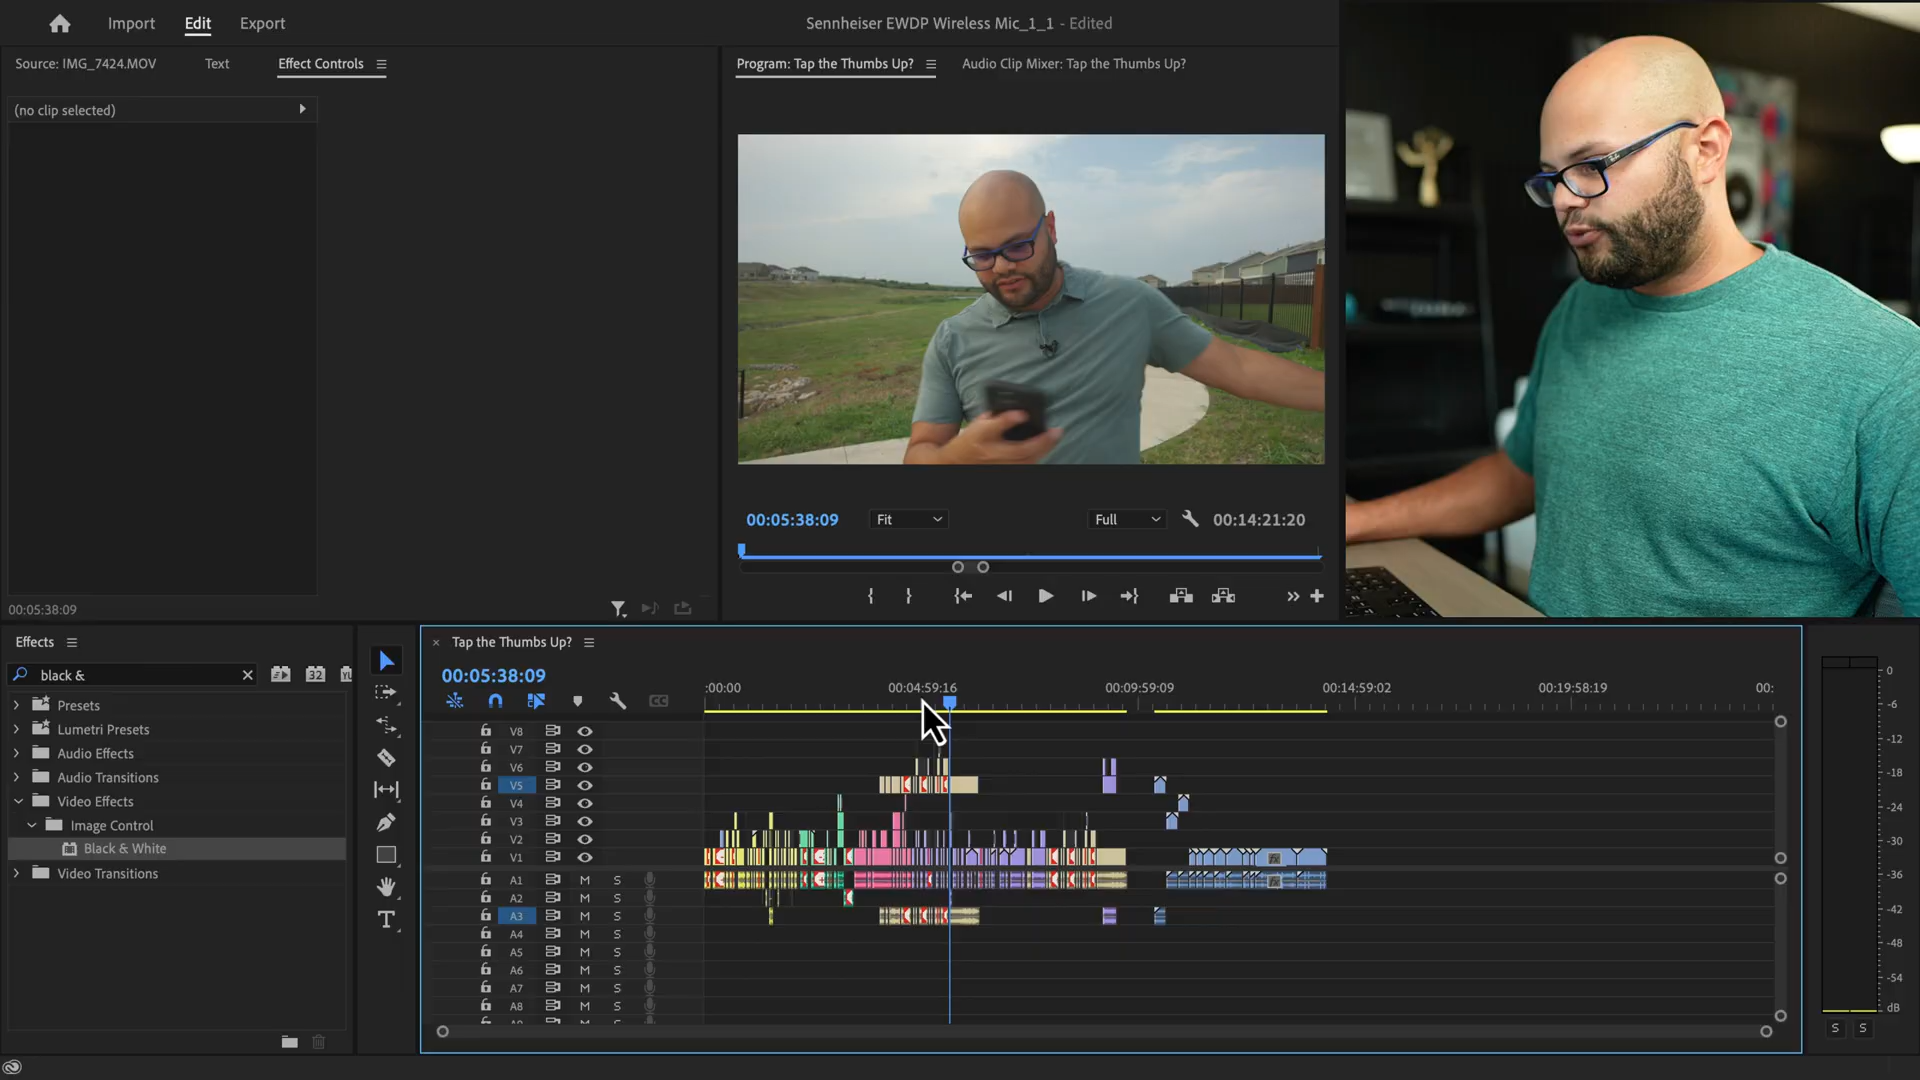 Import Edit Export
Sennheiser EWDP Wireless Mic_1_1 - Edited
Source: IMG_7424.MOV Text Effect Controls
Program: Tap the Thumbs Up? Audio Clip Mixer: Tap the Thumbs Up?
(no clip selected)
00:05:38:09 Fit Full 00:14:21:20
00:05:38:09
Effects
black &
32
Presets
Lumetri Presets
Audio Effects
Audio Transitions
Video Effects
Image Control
Black & White
Video Transitions
Tap the Thumbs Up?
00:05:38:09
:00:00 00:04:59:16 00:09:59:09 00:14:59:02 00:19:58:19 00:
V8
V7
V6
V5
V4
V3
V2
V1
A1 M S
A2 M S
A3 M S
A4 M S
A5 M S
A6 M S
A7 M S
A8 M S
0
-6
-12
-18
-24
-30
-36
-42
-48
-54
dB
S S